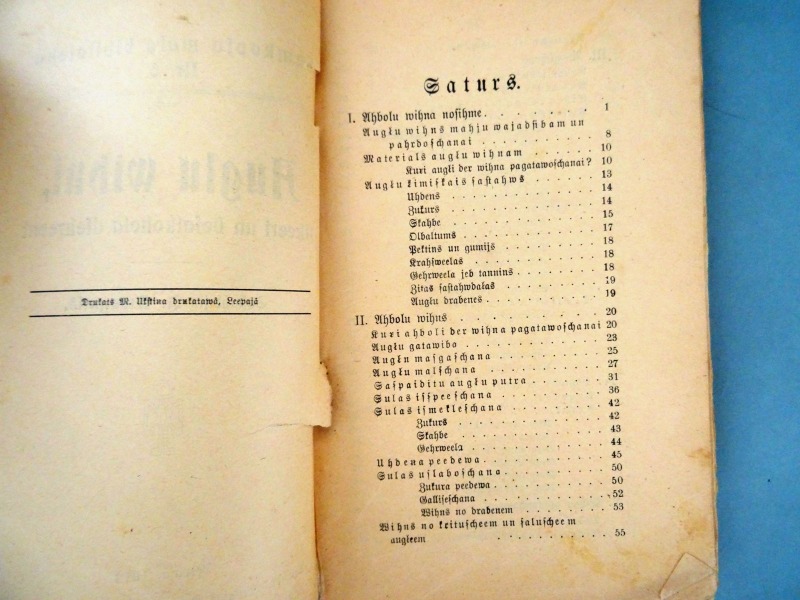 Drukats M. Ukstina drukatawâ, Leepajâ
Saturs.
I. Ahbolu wihna nosihme . . . . . . . 1
Augļu wihns mahju wajadsibam un
pahrdoschanai . . . . . . . . 8
Materials augļu wihnam . . . . . . . 10
Kuri augļi der wihna pagatawoschanai? 10
Augļu ķimiskais sastahws . . . . . . . 13
Uhdens . . . . . . . . . . 14
Zukurs . . . . . . . . . . 14
Skahbe . . . . . . . . . . 15
Olbaltums . . . . . . . . . 17
Pektins un gumijs . . . . . . . 18
Krahsweelas . . . . . . . . . 18
Gehrweela jeb tannins . . . . . . 18
Zitas sastahwdaļas . . . . . . . 19
Augļu drabenes . . . . . . . . 19
II. Ahbolu wihns . . . . . . . . . 20
Kuri ahboli der wihna pagatawoschanai 20
Augļu gatawiba . . . . . . . . . 23
Augļu masgaschana . . . . . . . . 25
Augļu malschana . . . . . . . . . 27
Saspaiditu augļu putra . . . . . . . 31
Sulas isspeeschana . . . . . . . . 36
Sulas ismekleschana . . . . . . . . 42
Zukurs . . . . . . . . . . 42
Skahbe . . . . . . . . . . 43
Gehrweela . . . . . . . . . . 44
Uhdena peedewa . . . . . . . . . 45
Sulas uslaboschana . . . . . . . . 50
Zukura peedewa . . . . . . . . 50
Galliseschana . . . . . . . . . 52
Wihns no drabenem . . . . . . . 53
Wihns no krituscheem un saluscheem
augļeem . . . . . . . . . 55